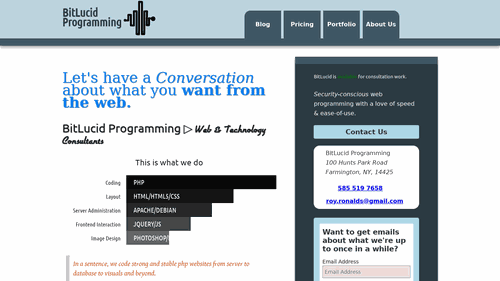 BitLucid
Programming
Blog
Pricing
Portfolio
About Us
Let's have a Conversation
about what you want from
the web.
BitLucid Programming ▷ Web & Technology
Consultants
This is what we do
Coding PHP
Layout HTML/HTML5/CSS
Server Administration APACHE/DEBIAN
Frontend Interaction JQUERY/JS
Image Design PHOTOSHOP/
In a sentence, we code strong and stable php websites from server to
database to visuals and beyond.
BitLucid is available for consultation work.
Security-conscious web
programming with a love of speed
& ease-of-use.
Contact Us
BitLucid Programming
100 Hunts Park Road
Farmington, NY, 14425
585 519 7658
roy.ronalds@gmail.com
Want to get emails
about what we're up
to once in a while?
Email Address
Email Address